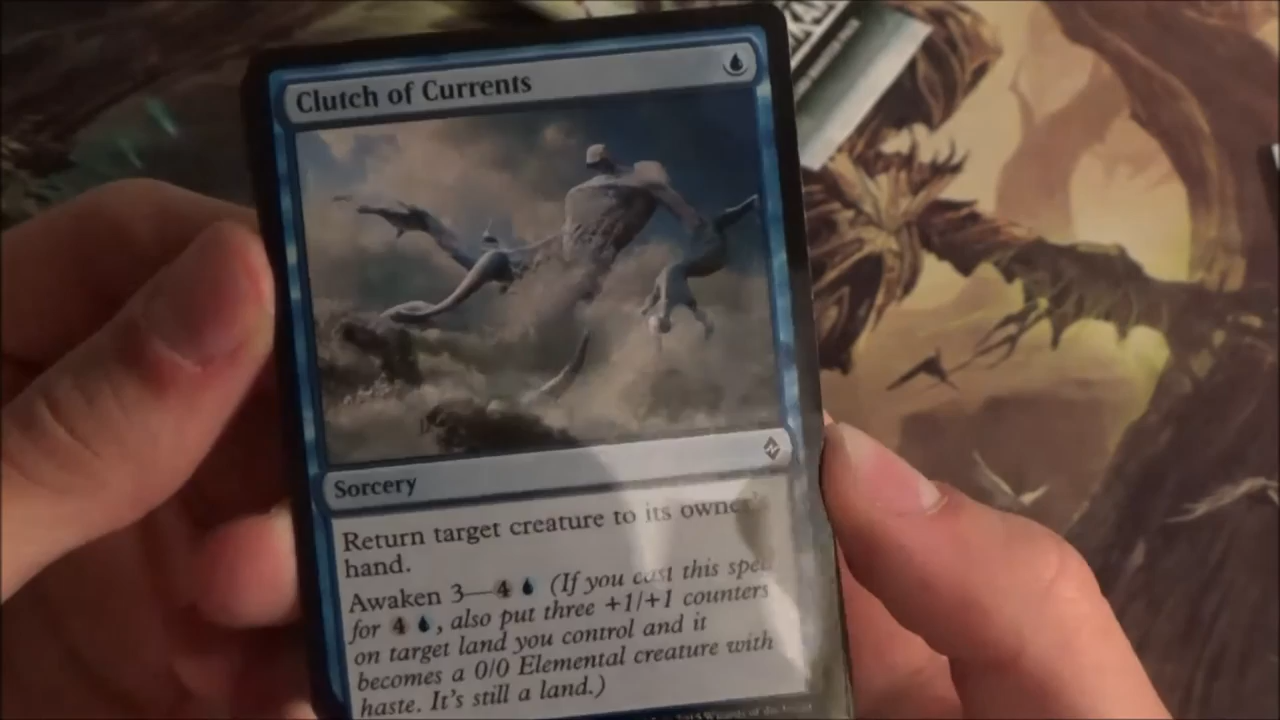 Clutch of Currents
Sorcery
Return target creature to its owner's
hand.
Awaken 3—4 (If you cast this spell
for 4 , also put three +1/+1 counters
on target land you control and it
becomes a 0/0 Elemental creature with
haste. It's still a land.)